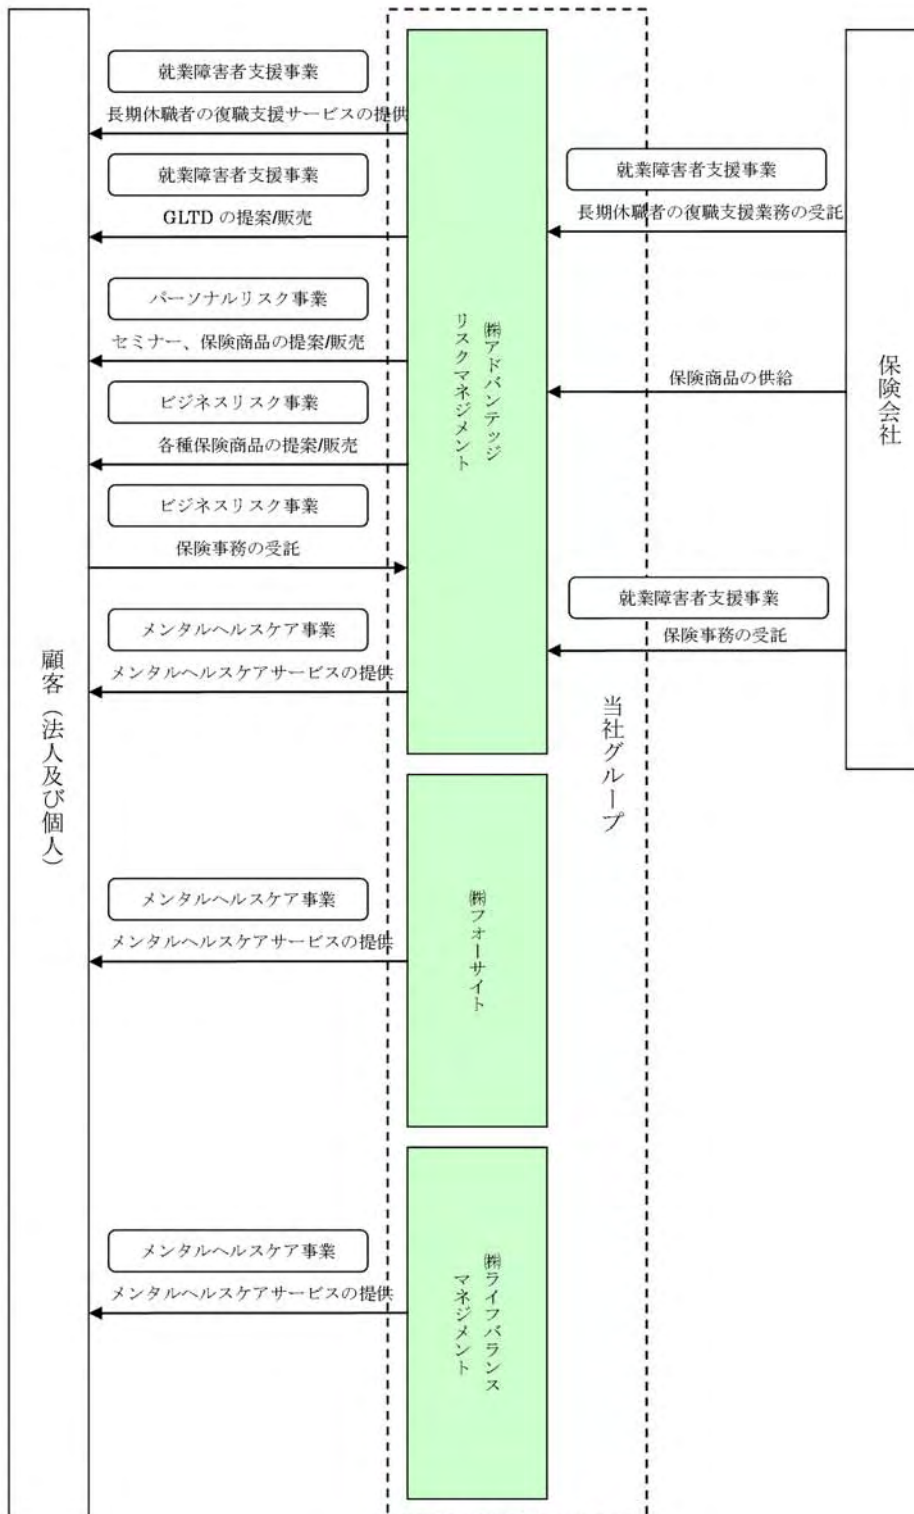 就業障害者支援事業
長期休職者の復職支援サービスの提供
就業障害者支援事業
GLTD の提案/販売
パーソナルリスク事業
セミナー、保険商品の提案/販売
ビジネスリスク事業
各種保険商品の提案/販売
ビジネスリスク事業
保険事務の受託
メンタルヘルスケア事業
メンタルヘルスケアサービスの提供
顧客（法人及び個人）
メンタルヘルスケア事業
メンタルヘルスケアサービスの提供
メンタルヘルスケア事業
メンタルヘルスケアサービスの提供
㈱アドバンテッジ
リスクマネジメント
㈱フォーサイト
㈱ライフバランス
マネジメント
当社グループ
就業障害者支援事業
長期休職者の復職支援業務の受託
保険商品の供給
就業障害者支援事業
保険事務の受託
保険会社